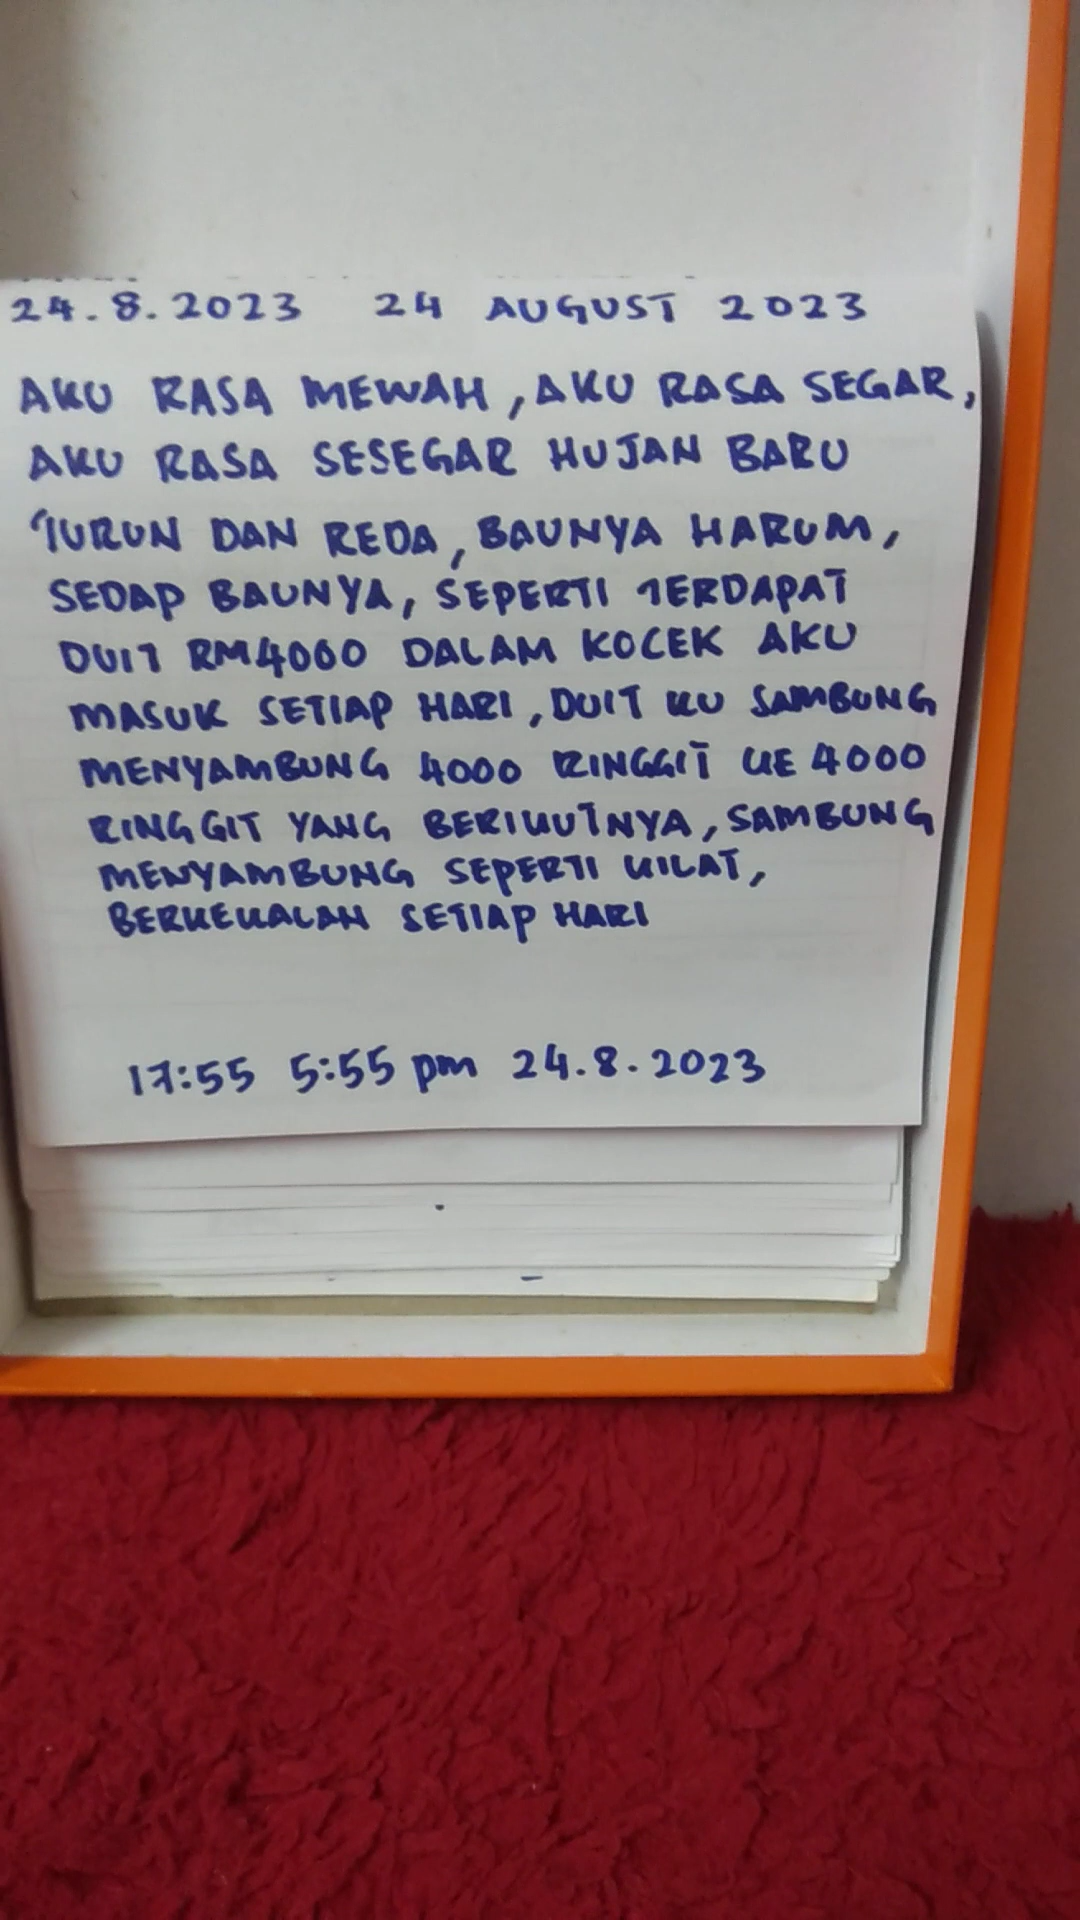 24.8.2023 24 AUGUST 2023
AKU RASA MEWAH, AKU RASA SEGAR,
AKU RASA SESEGAR HUJAN BARU
TURUN DAN REDA, BAUNYA HARUM,
SEDAP BAUNYA, SEPERTI TERDAPAT
DUIT RM4000 DALAM KOCEK AKU
MASUK SETIAP HARI, DUIT KU SAMBUNG
MENYAMBUNG 4000 RINGGIT KE 4000
RINGGIT YANG BERIKUTNYA, SAMBUNG
MENYAMBUNG SEPERTI KILAT,
BERKEKALAN SETIAP HARI
17:55 5:55 pm 24.8.2023